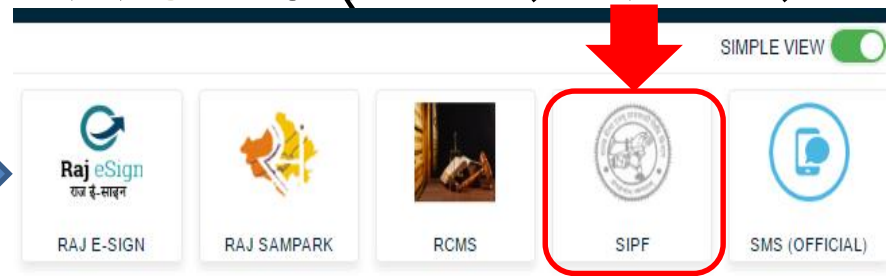 SIMPLE VIEW
Raj eSign
राज ई-साइन
RAJ E-SIGN
RAJ SAMPARK
RCMS
SIPF
SMS (OFFICIAL)